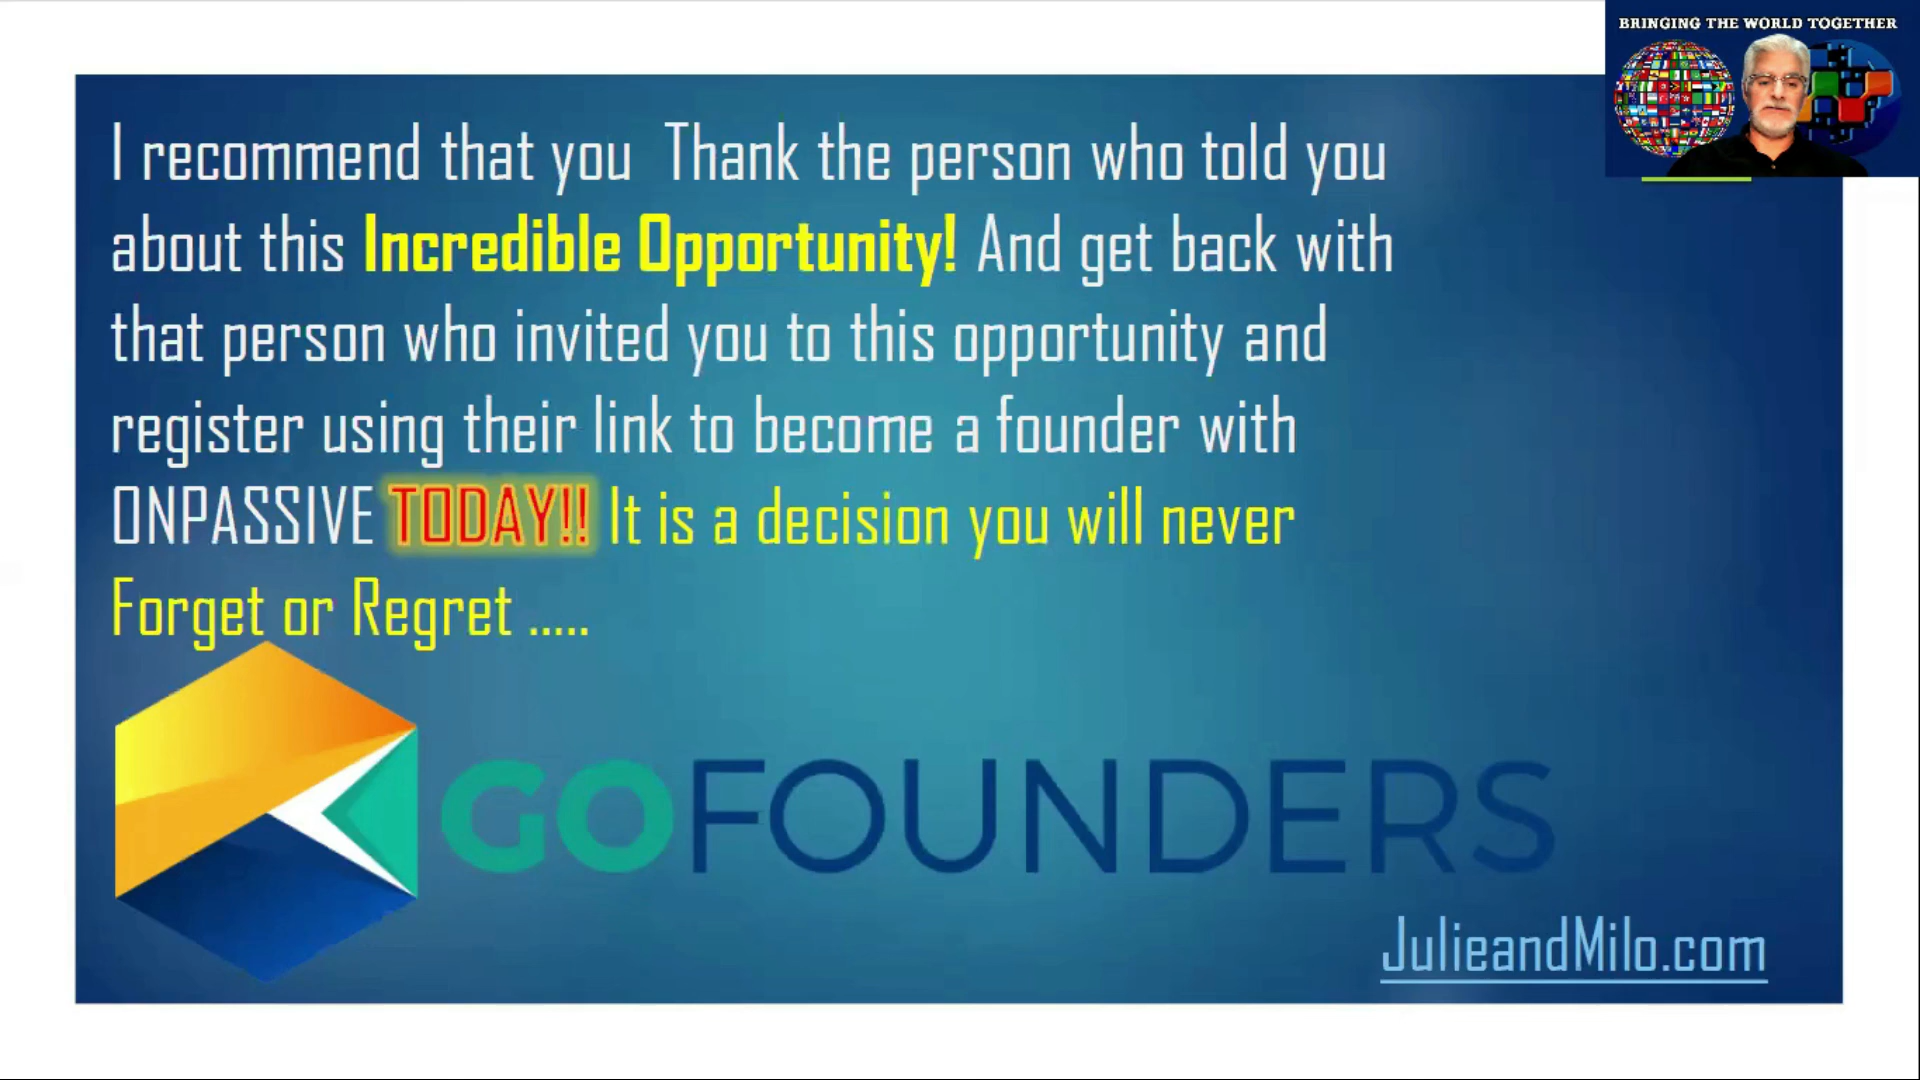 BRINGING THE WORLD TOGETHER
I recommend that you Thank the person who told you
about this Incredible Opportunity! And get back with
that person who invited you to this opportunity and
register using their link to become a founder with
ONPASSIVE TODAY!! It is a decision you will never
Forget or Regret .....
GOFOUNDERS
JulieandMilo.com